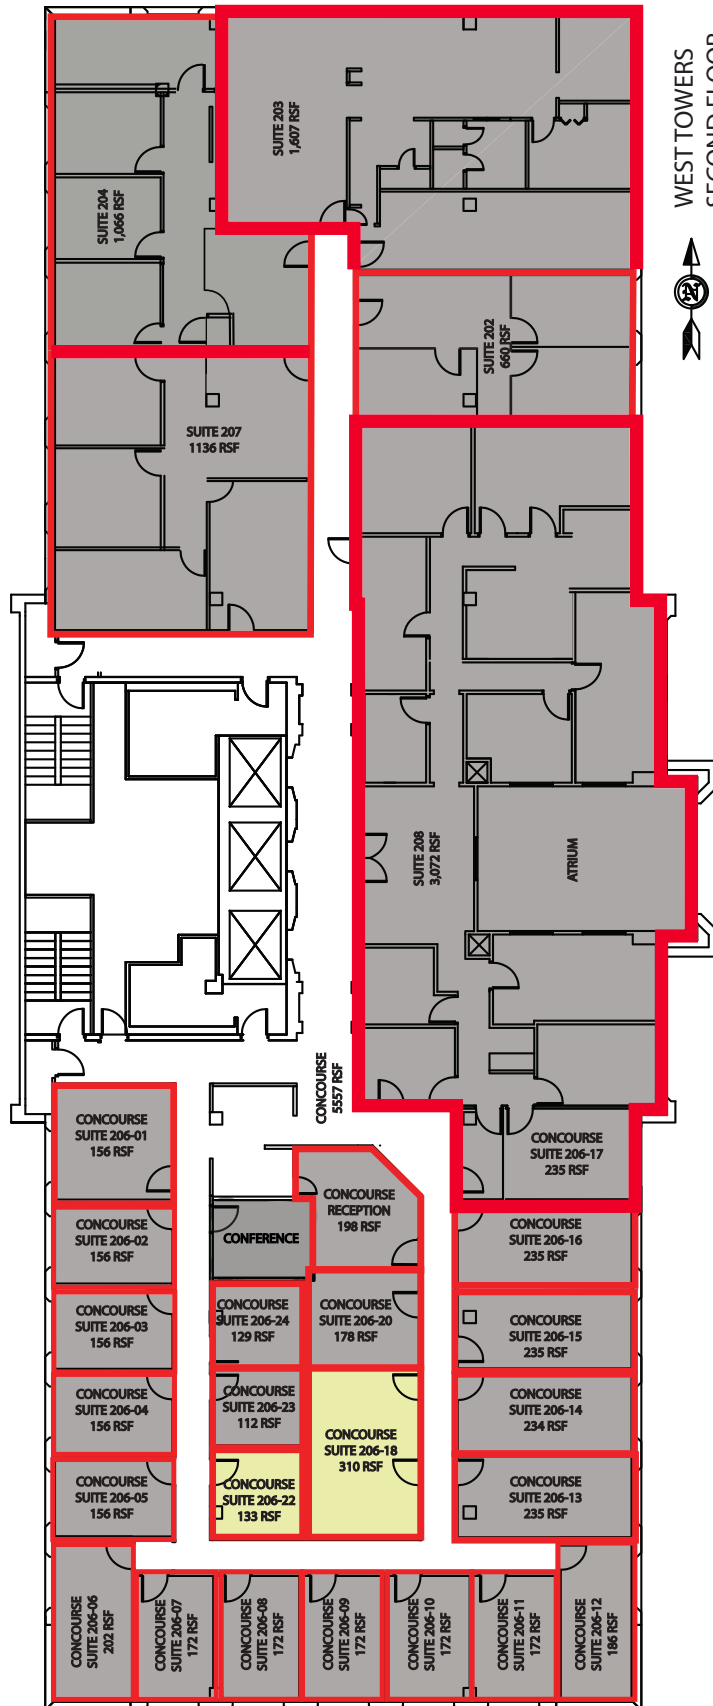 WEST TOWERS
SECOND FLOOR
N
SUITE 203
1,607 RSF
SUITE 204
1,066 RSF
SUITE 202
660 RSF
SUITE 207
1136 RSF
SUITE 208
3,072 RSF
ATRIUM
CONCOURSE
5557 RSF
CONCOURSE
SUITE 206-01
156 RSF
CONCOURSE
SUITE 206-17
235 RSF
CONCOURSE
RECEPTION
198 RSF
CONCOURSE
SUITE 206-02
156 RSF
CONFERENCE
CONCOURSE
SUITE 206-16
235 RSF
CONCOURSE
SUITE 206-03
156 RSF
CONCOURSE
SUITE 206-24
129 RSF
CONCOURSE
SUITE 206-20
178 RSF
CONCOURSE
SUITE 206-15
235 RSF
CONCOURSE
SUITE 206-04
156 RSF
CONCOURSE
SUITE 206-23
112 RSF
CONCOURSE
SUITE 206-18
310 RSF
CONCOURSE
SUITE 206-14
234 RSF
CONCOURSE
SUITE 206-05
156 RSF
CONCOURSE
SUITE 206-22
133 RSF
CONCOURSE
SUITE 206-13
235 RSF
CONCOURSE
SUITE 206-06
202 RSF
CONCOURSE
SUITE 206-07
172 RSF
CONCOURSE
SUITE 206-08
172 RSF
CONCOURSE
SUITE 206-09
172 RSF
CONCOURSE
SUITE 206-10
172 RSF
CONCOURSE
SUITE 206-11
172 RSF
CONCOURSE
SUITE 206-12
186 RSF